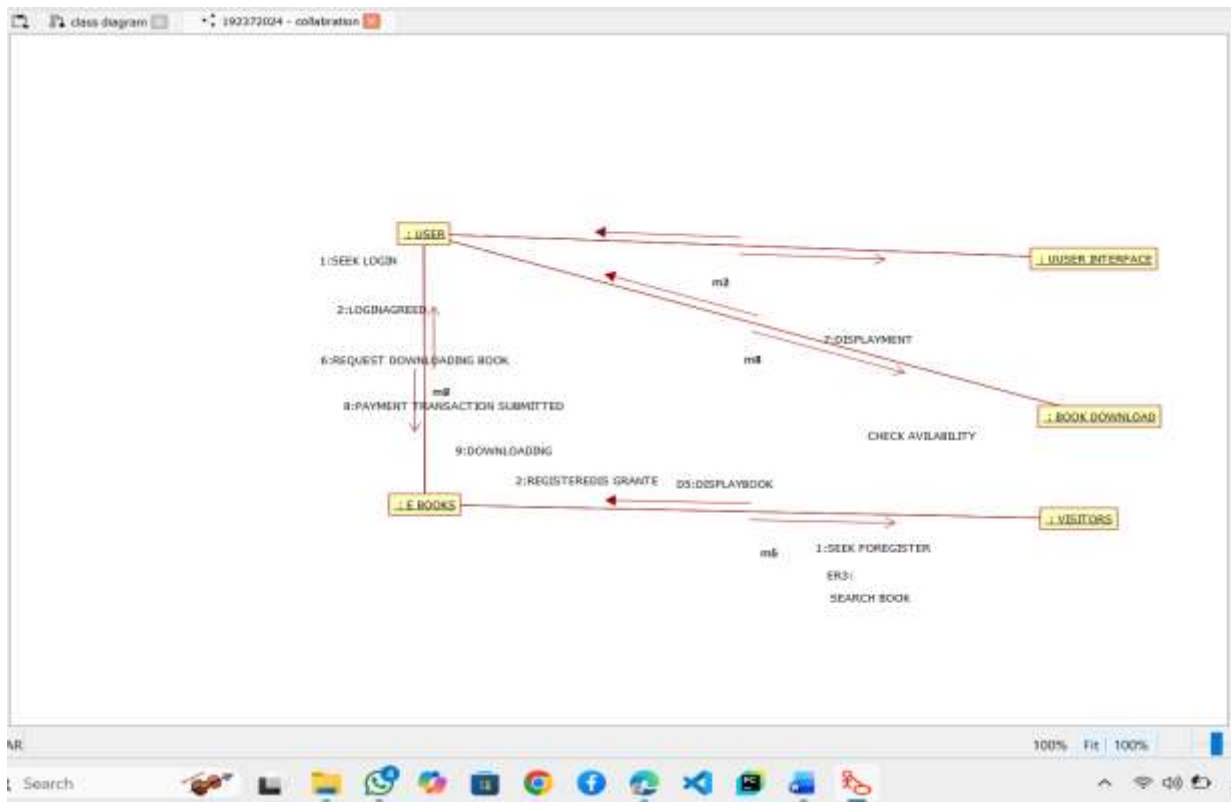 class diagram
192372024 - collabration
: USER
1:SEEK LOGIN
: UUSER INTERFACE
m2
2:LOGINAGREED
7:DISPLAYMENT
6:REQUEST DOWNLOADING BOOK
m8
8:PAYMENT TRANSACTION SUBMITTED
: BOOK DOWNLOAD
CHECK AVILABILITY
9:DOWNLOADING
2:REGISTEREDIS GRANTE
D5:DISPLAYBOOK
: E BOOKS
: VISITORS
1:SEEK FOREGISTER
ER3:
SEARCH BOOK
AR
100% Fit 100%
Search